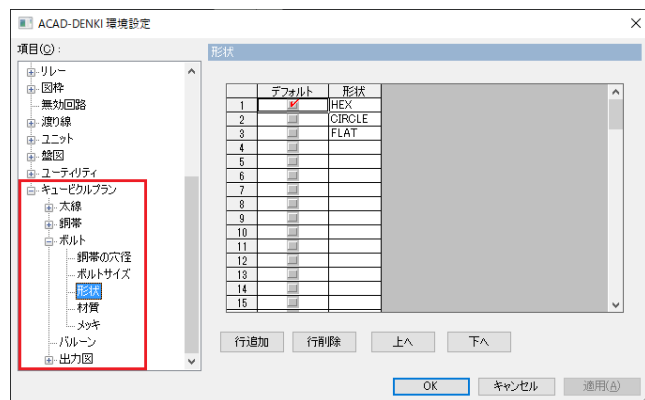 ACAD-DENKI 環境設定
項目(C):
リレー
図枠
無効回路
渡り線
ユニット
盤図
ユーティリティ
キュービクルプラン
太線
銅帯
ボルト
銅帯の穴径
ボルトサイズ
形状
材質
メッキ
バルーン
出力図
形状
デフォルト 形状
1 HEX
2 CIRCLE
3 FLAT
4
5
6
7
8
9
10
11
12
13
14
15
行追加 行削除 上へ 下へ
OK キャンセル 適用(A)